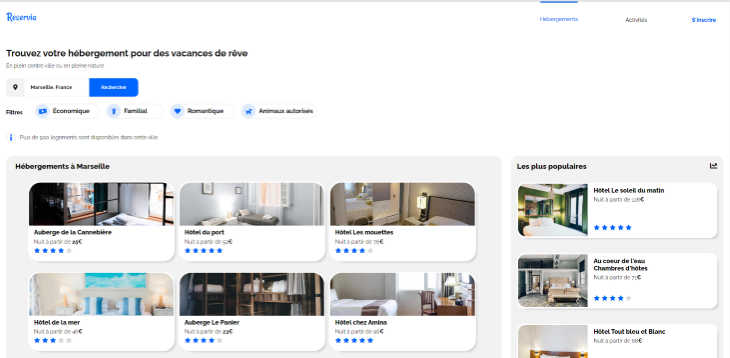 Reservia
Hébergements
Activités
S'inscrire
Trouvez votre hébergement pour des vacances de rêve
En plein centre ville ou en pleine nature
Marseille, France
Rechercher
Filtres
Économique
Familial
Romantique
Animaux autorisés
Plus de 500 logements sont disponibles dans cette ville
Hébergements à Marseille
Auberge de la Cannebière
Nuit à partir de 25€
Hôtel du port
Nuit à partir de 52€
Hôtel Les mouettes
Nuit à partir de 76€
Hôtel de la mer
Nuit à partir de 46€
Auberge Le Panier
Nuit à partir de 23€
Hôtel chez Amina
Nuit à partir de 96€
Les plus populaires
Hôtel Le soleil du matin
Nuit à partir de 128€
Au coeur de l'eau
Chambres d'hôtes
Nuit à partir de 71€
Hôtel Tout bleu et Blanc
Nuit à partir de 68€